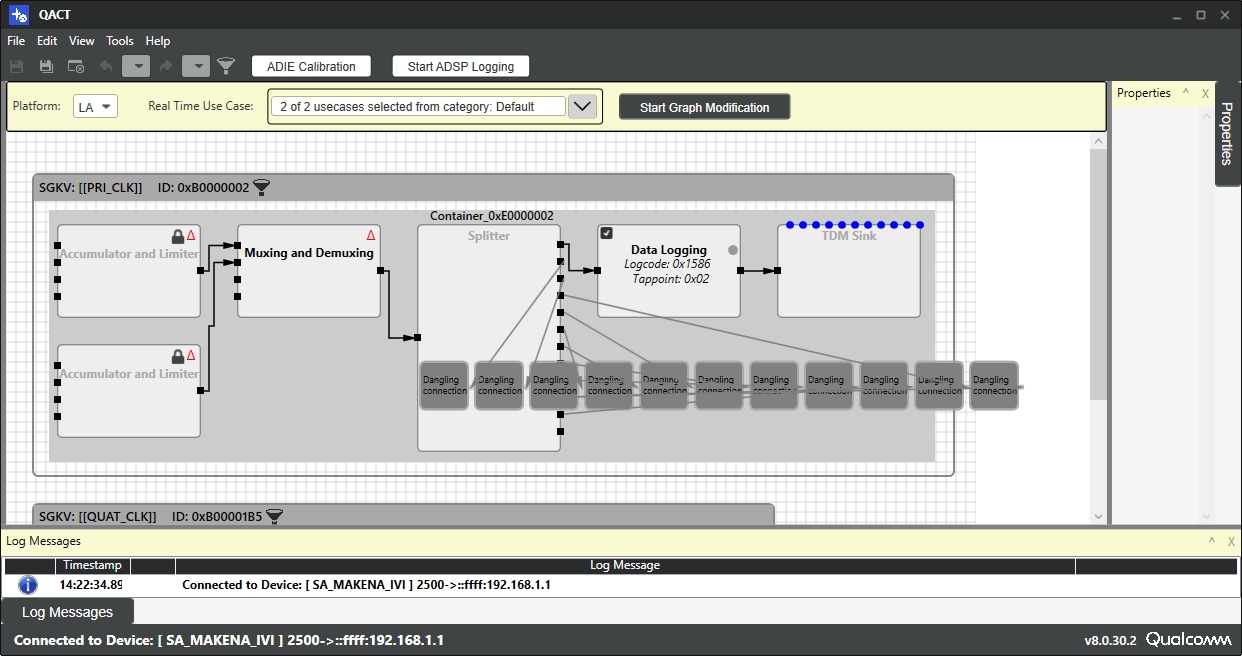 QACT
File Edit View Tools Help
ADIE Calibration Start ADSP Logging
Platform: LA Real Time Use Case: 2 of 2 usecases selected from category: Default Start Graph Modification
Properties ^ X
Properties
SGKV: [[PRI_CLK]] ID: 0xB0000002
Container_0xE0000002
Accumulator and Limiter
Δ
Muxing and Demuxing
Δ
Splitter
Data Logging
Logcode: 0x1586
Tappoint: 0x02
TDM Sink
Accumulator and Limiter
Δ
Dangling
connection
Dangling
connection
Dangling
connection
Dangling
connection
Dangling
connection
Dangling
connection
Dangling
connection
Dangling
connection
Dangling
connection
Dangling
connection
Dangling
connection
SGKV: [[QUAT_CLK]] ID: 0xB00001B5
Log Messages ^ X
Timestamp Log Message
14:22:34.89 Connected to Device: [ SA_MAKENA_IVI ] 2500->::ffff:192.168.1.1
Log Messages
Connected to Device: [ SA_MAKENA_IVI ] 2500->::ffff:192.168.1.1 v8.0.30.2 Qualcomm